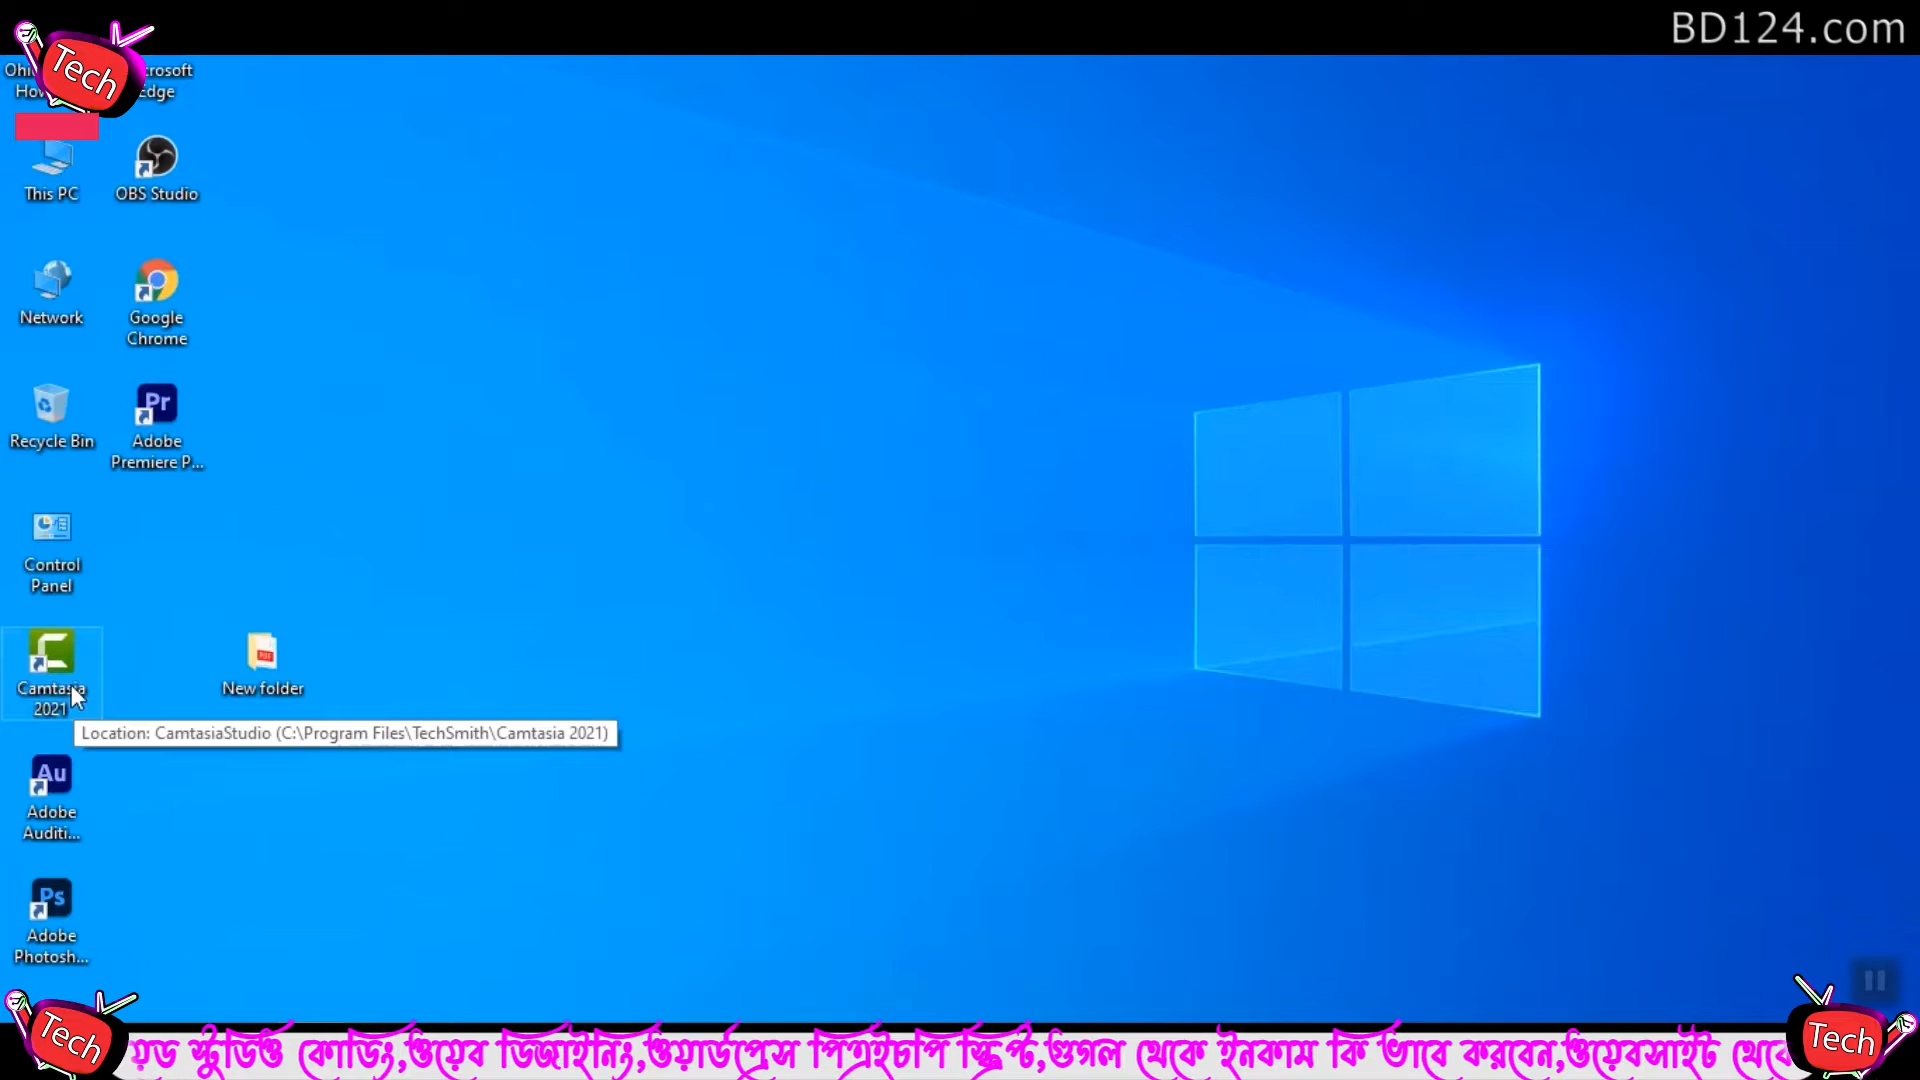 BD124.com
Tech
Edge
This PC
OBS Studio
Network
Google
Chrome
Recycle Bin
Pr
Adobe
Premiere P...
Control
Panel
Camtasia
2021
New folder
Location: CamtasiaStudio (C:\Program Files\TechSmith\Camtasia 2021)
Au
Adobe
Auditi...
Ps
Adobe
Photosh...
Tech
য়ড স্টুডিও কোডিং,ওয়েব ডিজাইনিং,ওয়ার্ডপ্রেস পিএইচপি স্ক্রিপ্ট,গুগল থেকে ইনকাম কি ভাবে করবেন,ওয়েবসাইট থেকে
Tech